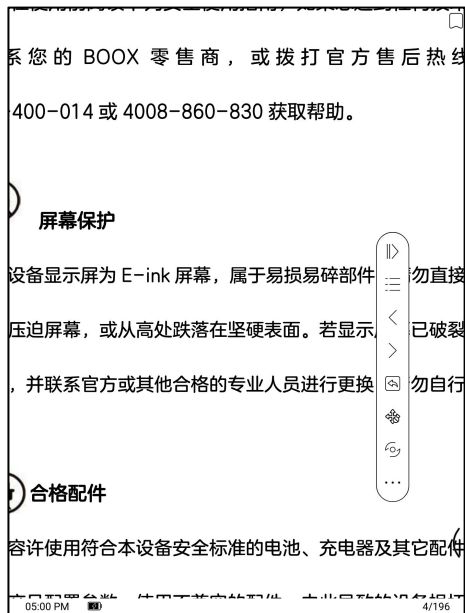 系您的 BOOX 零售商，或拨打官方售后热
400-014 或 4008-860-830 获取帮助。
屏幕保护
设备显示屏为 E-ink 屏幕，属于易损易碎部件 勿直接
压迫屏幕，或从高处跌落在坚硬表面。若显示 已破裂
，并联系官方或其他合格的专业人员进行更换 勿自行
合格配件
容许使用符合本设备安全标准的电池、充电器及其它配件
05:00 PM 4/196